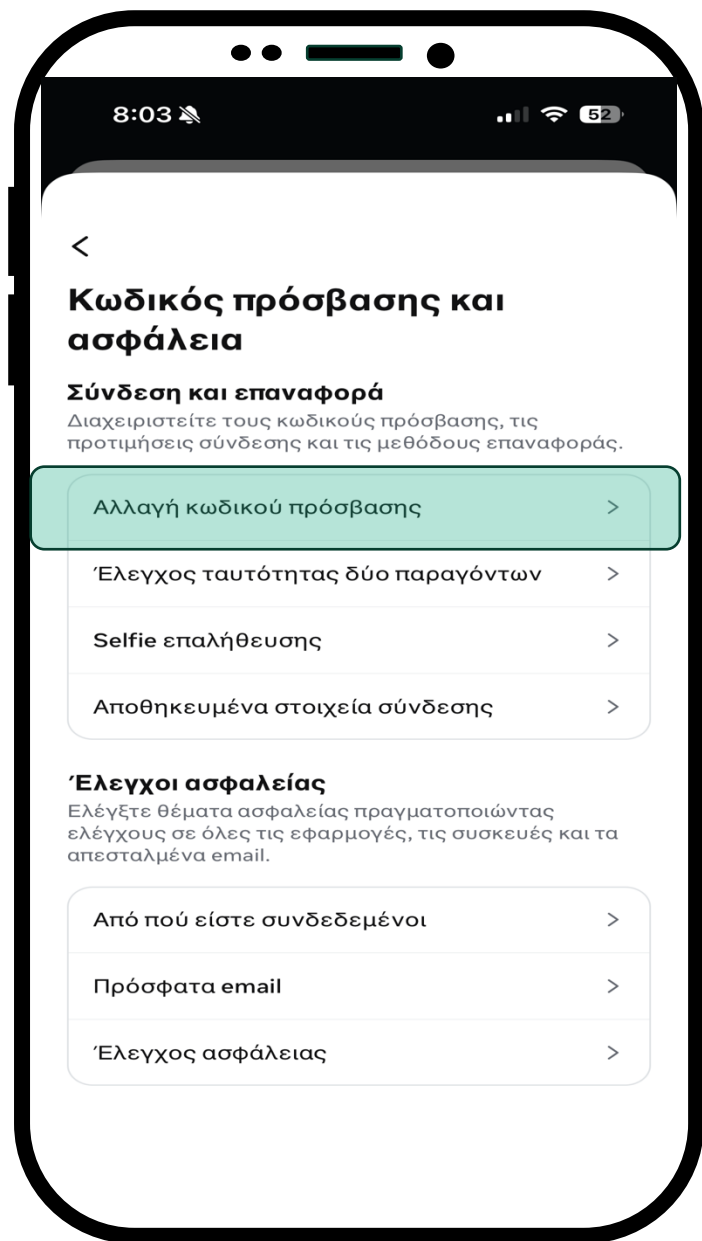 8:03
52
Κωδικός πρόσβασης και
ασφάλεια
Σύνδεση και επαναφορά
Διαχειριστείτε τους κωδικούς πρόσβασης, τις
προτιμήσεις σύνδεσης και τις μεθόδους επαναφοράς.
Αλλαγή κωδικού πρόσβασης
Έλεγχος ταυτότητας δύο παραγόντων
Selfie επαλήθευσης
Αποθηκευμένα στοιχεία σύνδεσης
Έλεγχοι ασφαλείας
Ελέγξτε θέματα ασφαλείας πραγματοποιώντας
ελέγχους σε όλες τις εφαρμογές, τις συσκευές και τα
απεσταλμένα email.
Από πού είστε συνδεδεμένοι
Πρόσφατα email
Έλεγχος ασφάλειας